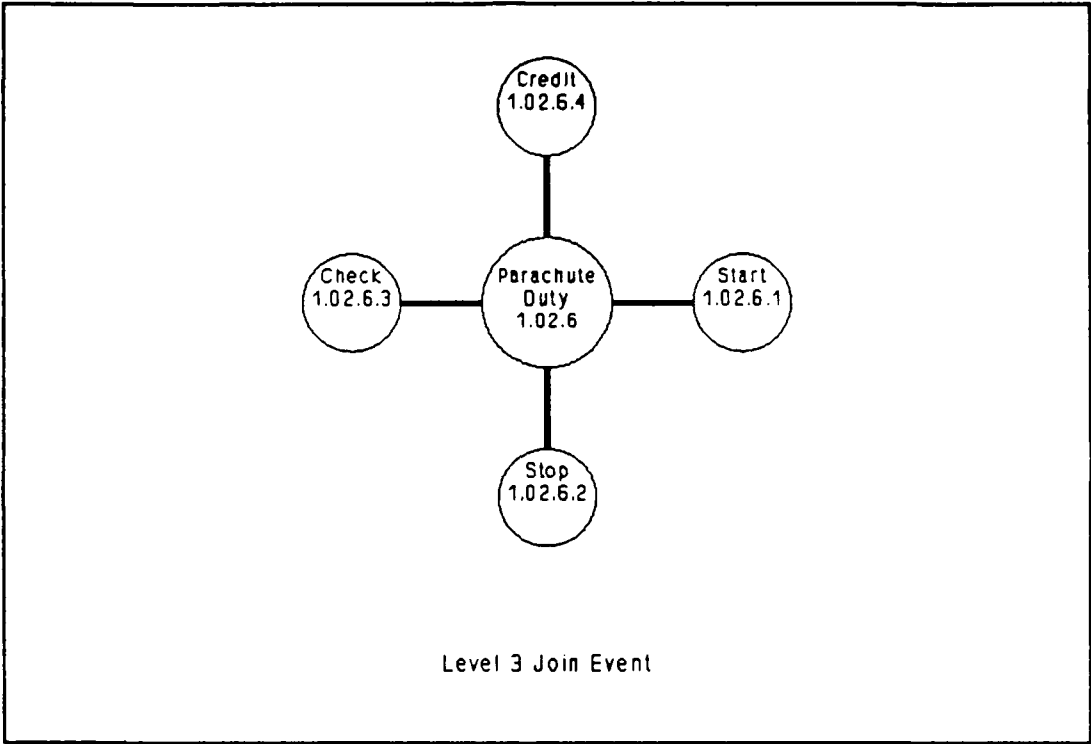 Credit
1.02.6.4
Check
1.02.6.3
Parachute
Duty
1.02.6
Start
1.02.6.1
Stop
1.02.6.2
Level 3 Join Event